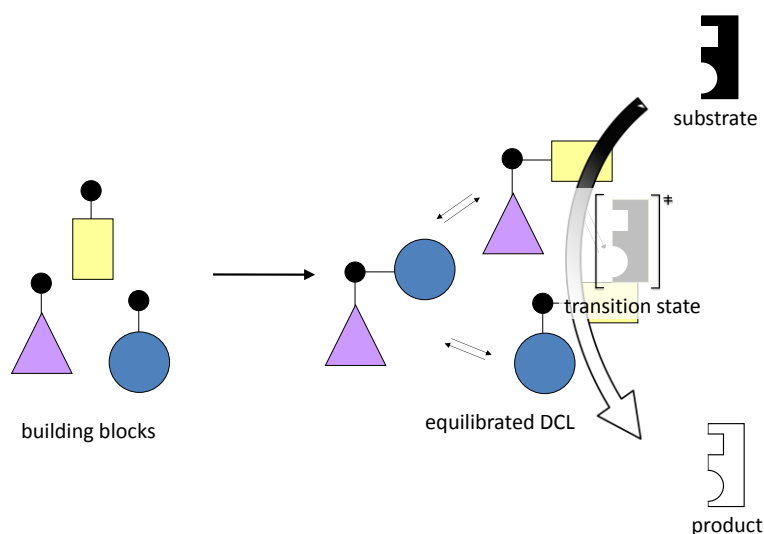 substrate
‡
transition state
building blocks
equilibrated DCL
product